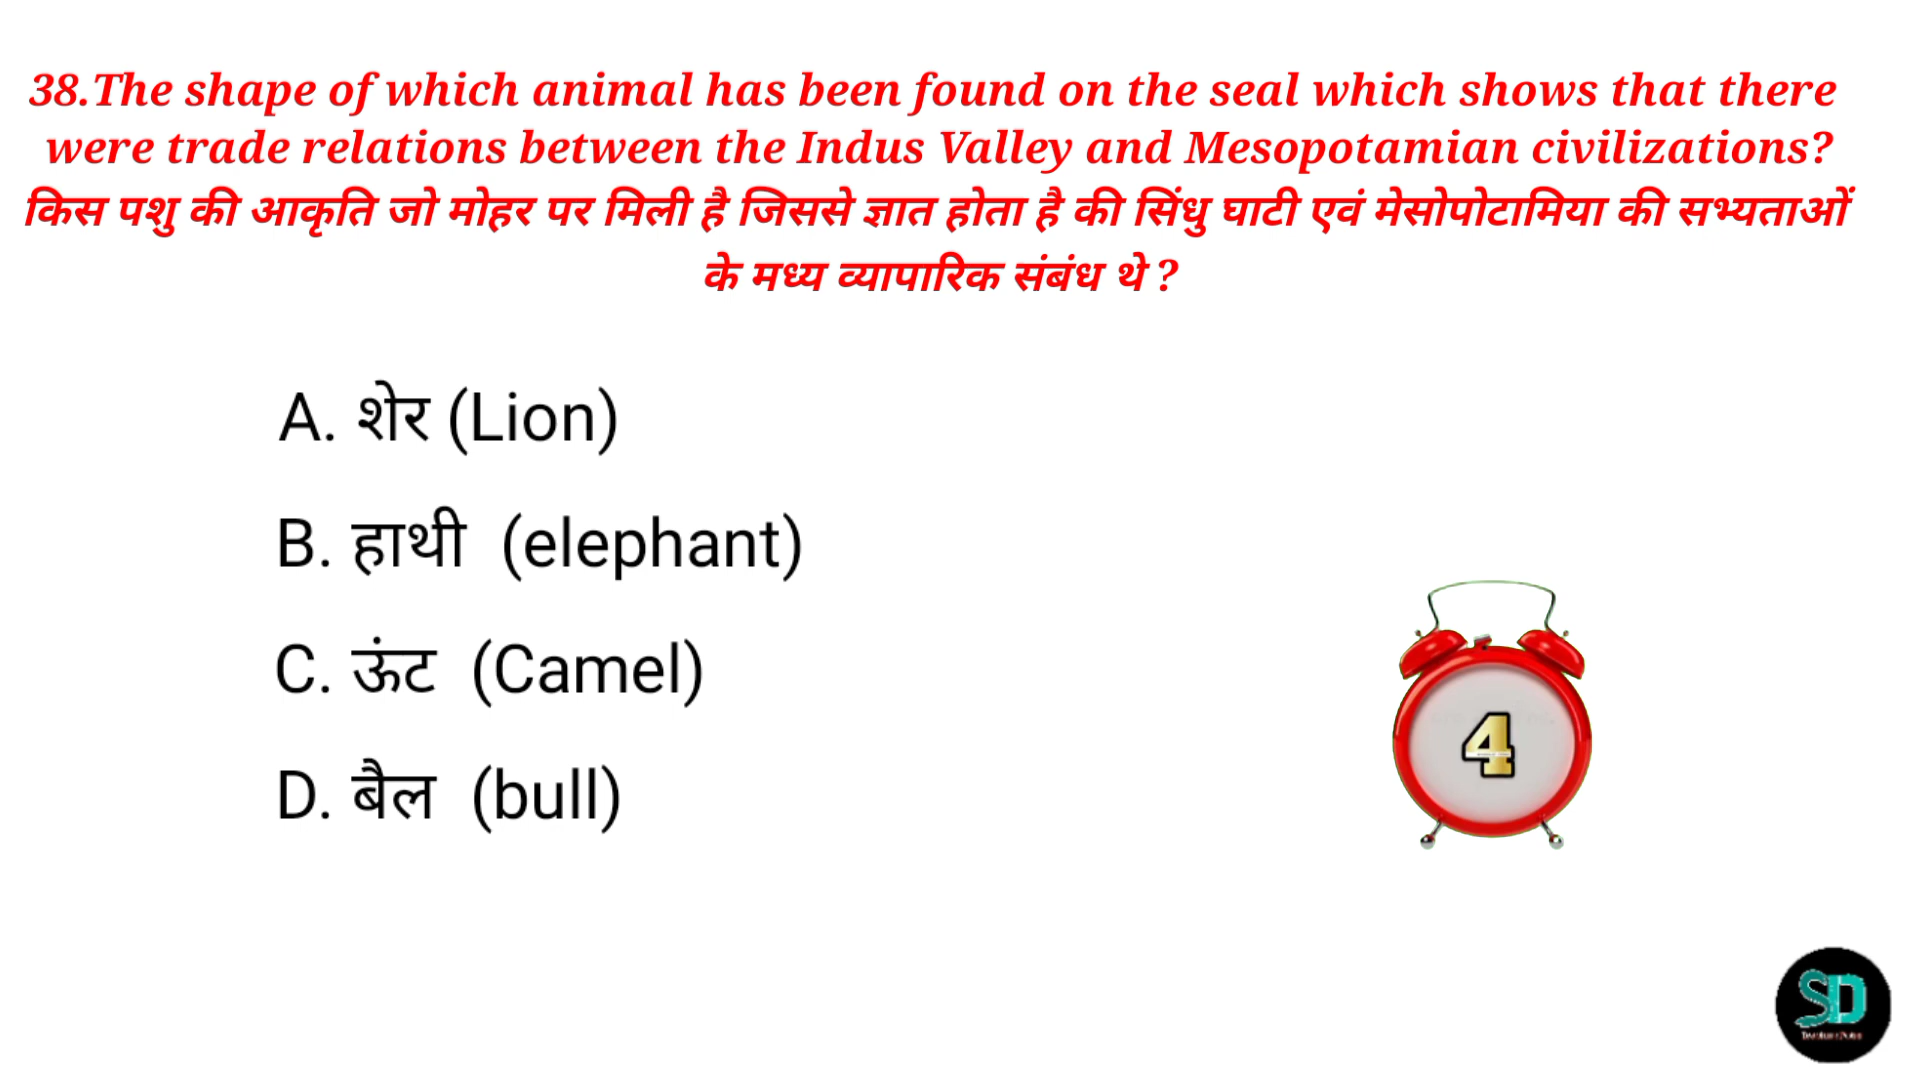 38.The shape of which animal has been found on the seal which shows that there
were trade relations between the Indus Valley and Mesopotamian civilizations?
किस पशु की आकृति जो मोहर पर मिली है जिससे ज्ञात होता है की सिंधु घाटी एवं मेसोपोटामिया की सभ्यताओं
के मध्य व्यापारिक संबंध थे ?
A. शेर (Lion)
B. हाथी (elephant)
C. ऊंट (Camel)
4
D. बैल (bull)
SD